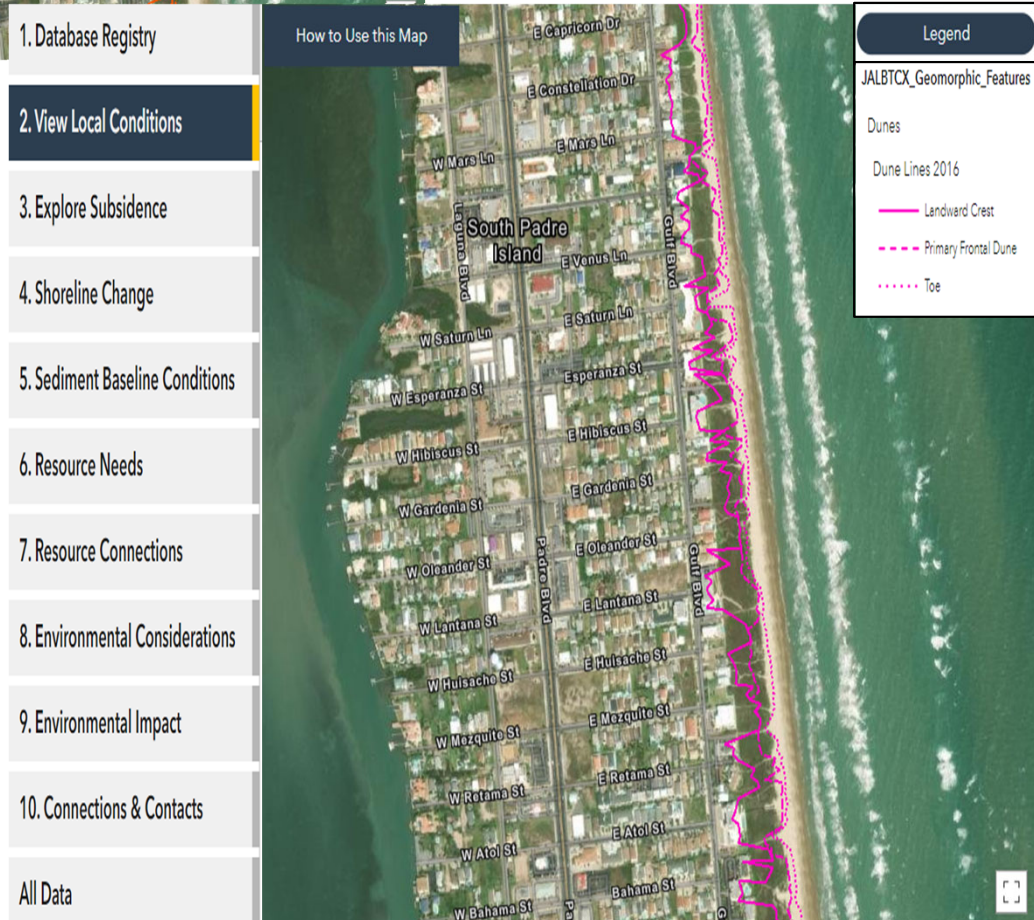 1. Database Registry
2. View Local Conditions
3. Explore Subsidence
4. Shoreline Change
5. Sediment Baseline Conditions
6. Resource Needs
7. Resource Connections
8. Environmental Considerations
9. Environmental Impact
10. Connections & Contacts
All Data
How to Use this Map
E Capricorn Dr
E Constellation Dr
E Mars Ln
W Mars Ln
Laguna Blvd
South Padre
Island
Gulf Blvd
E Venus Ln
E Saturn Ln
W Saturn Ln
Esperanza St
W Esperanza St
E Hibiscus St
W Hibiscus St
E Gardenia St
W Gardenia St
Padre Blvd
E Oleander St
Gulf Blvd
W Oleander St
E Lantana St
W Lantana St
E Huisache St
W Huisache St
E Mezquite St
W Mezquite St
E Retama St
W Retama St
E Atol St
W Atol St
Bahama St
W Bahama St
Pa
G
Legend
JALBTCX_Geomorphic_Features
Dunes
Dune Lines 2016
Landward Crest
Primary Frontal Dune
Toe